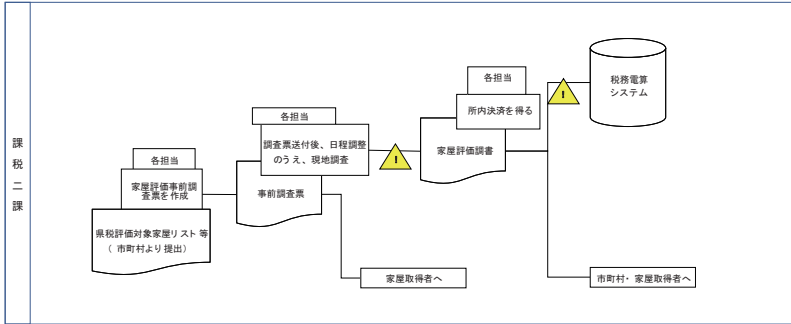 課税二課
各担当
家屋評価事前調
査票を作成
県税評価対象家屋リスト等
（市町村より提出）
各担当
調査票送付後、日程調整
のうえ、現地調査
事前調査票
家屋取得者へ
!
各担当
所内決済を得る
家屋評価調書
!
税務電算
システム
市町村・家屋取得者へ